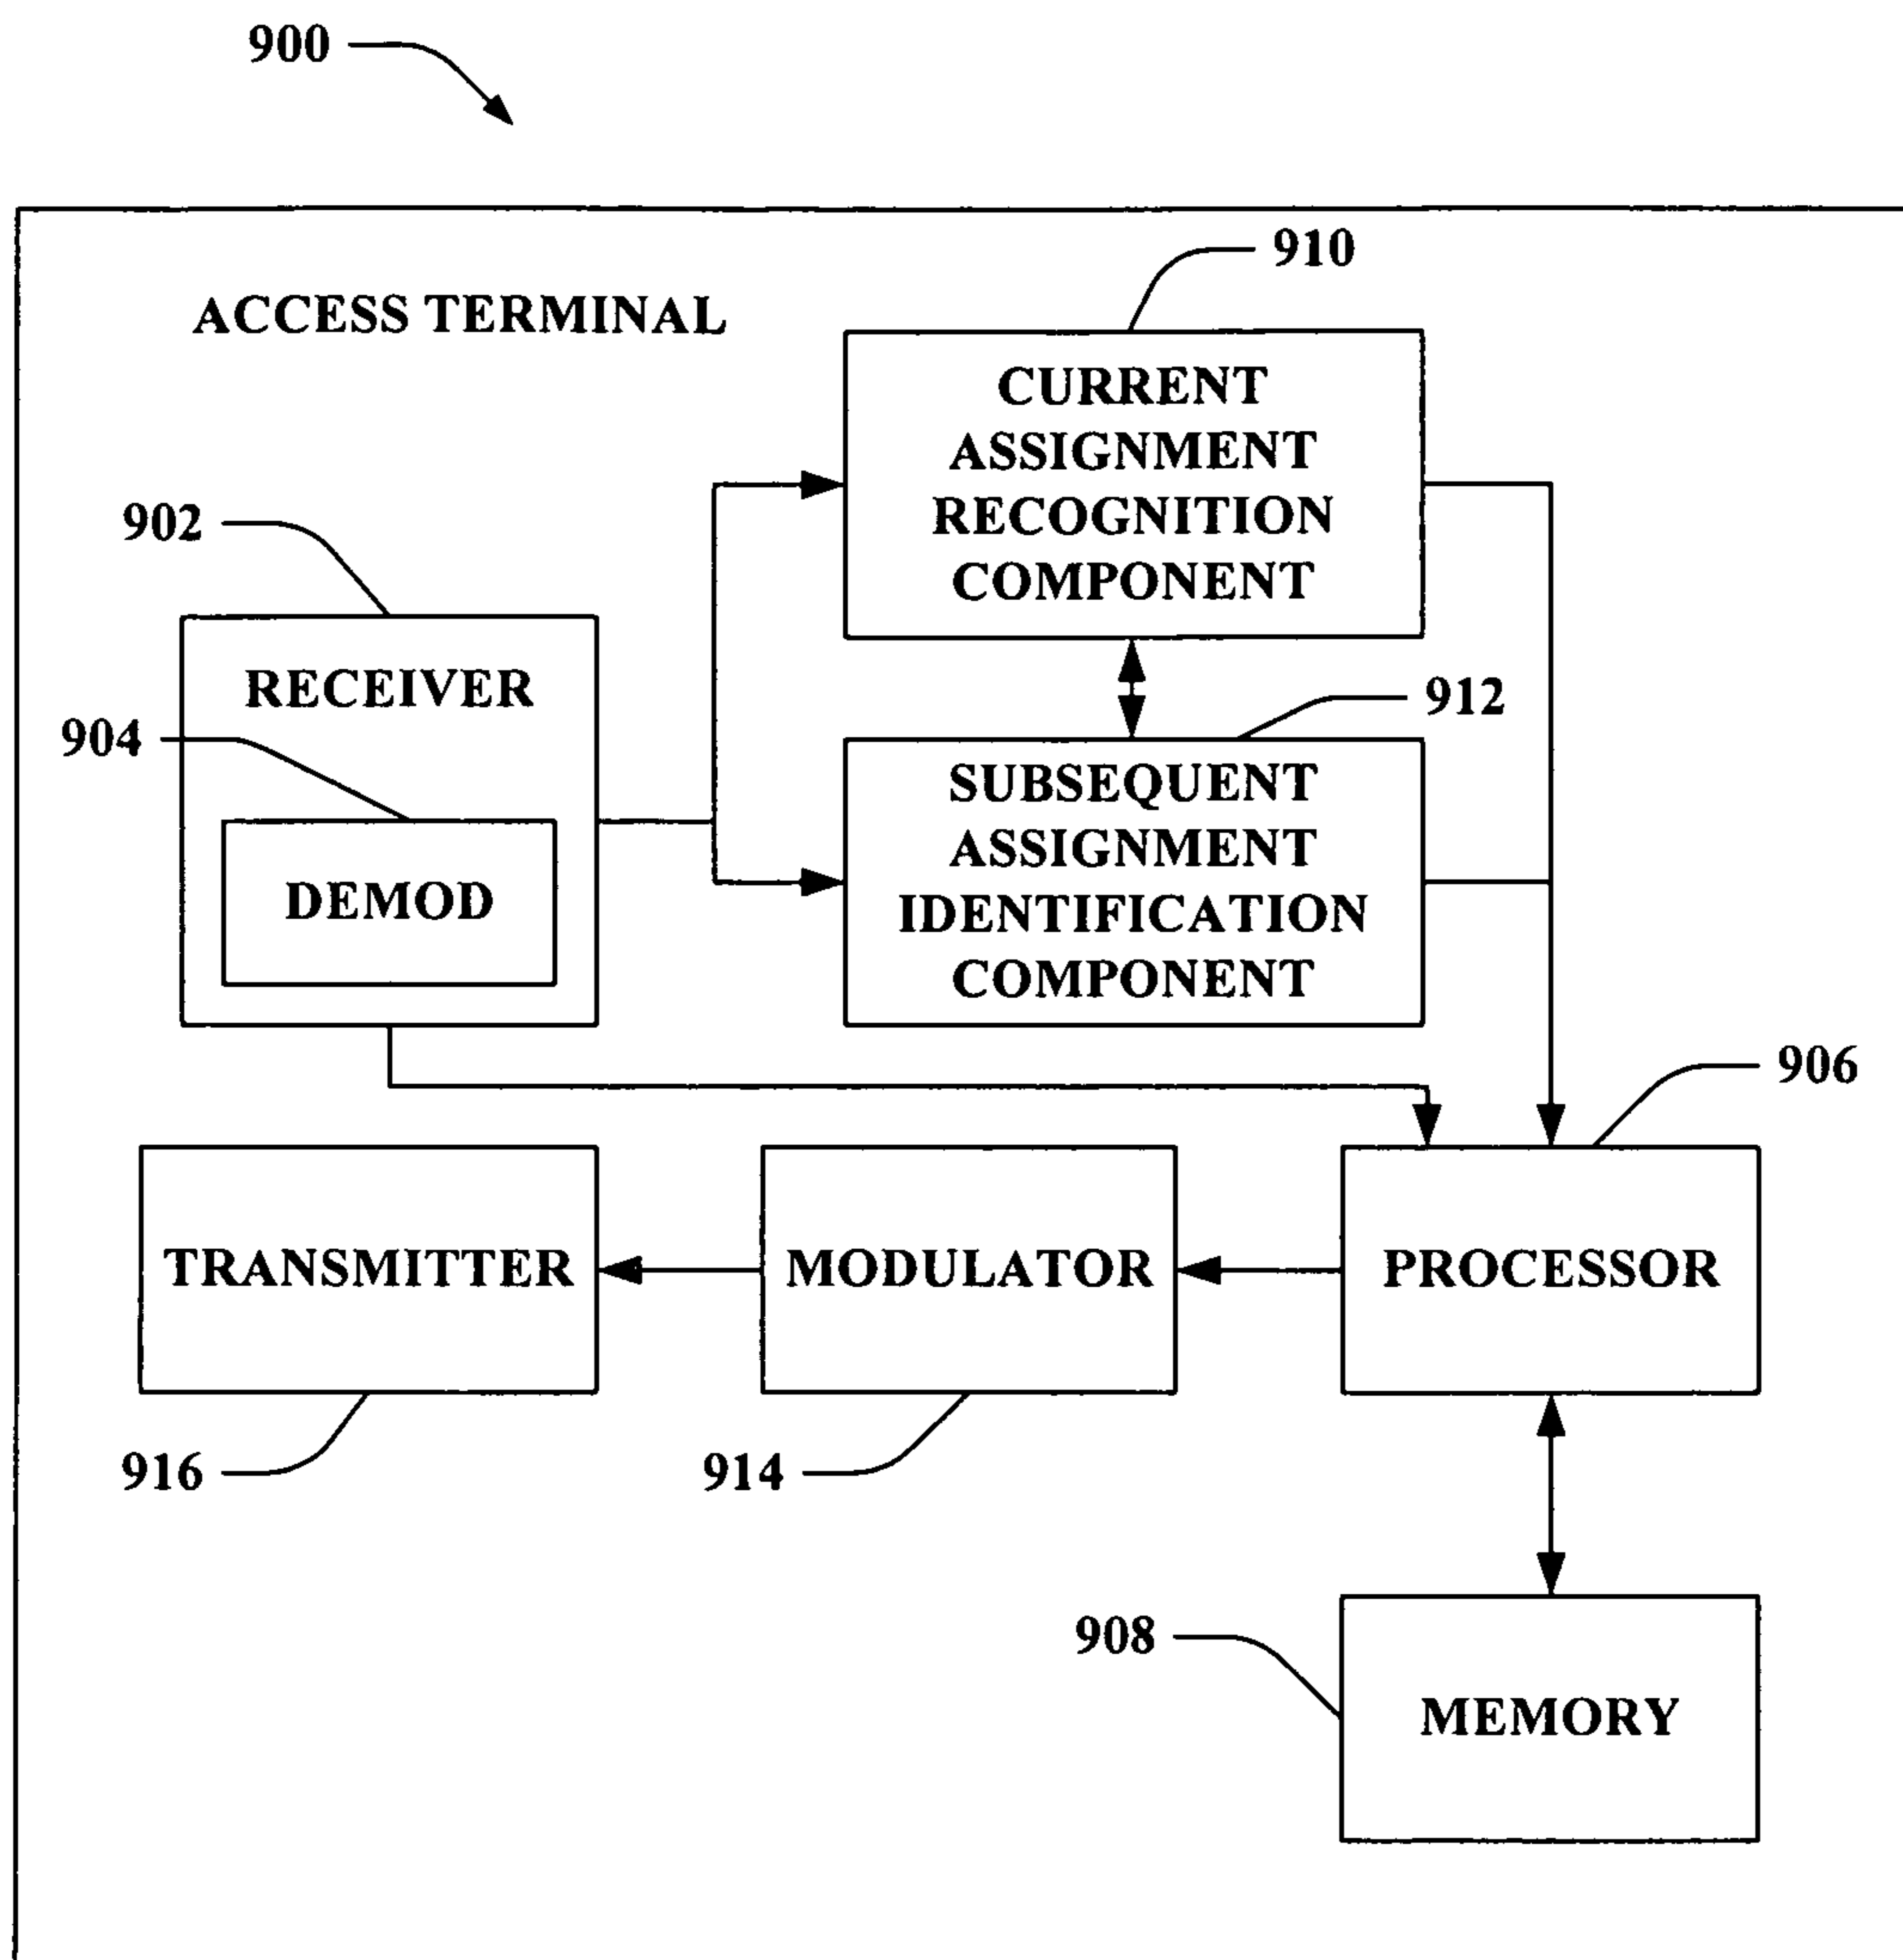 900
910
ACCESS TERMINAL
CURRENT
ASSIGNMENT
RECOGNITION
COMPONENT
902
RECEIVER
904
DEMOD
912
SUBSEQUENT
ASSIGNMENT
IDENTIFICATION
COMPONENT
906
TRANSMITTER
MODULATOR
PROCESSOR
916
914
908
MEMORY